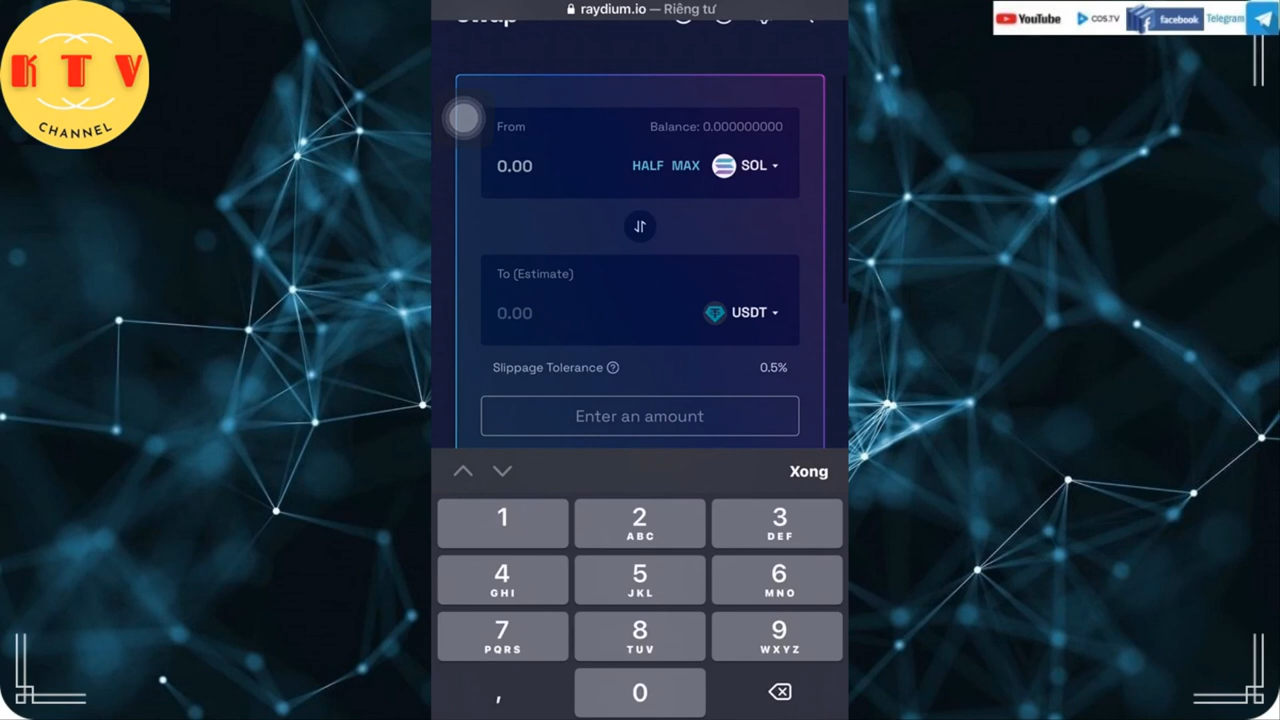 raydium.io — Riêng tư
Swap
K T V
CHANNEL
YouTube
COS.TV
facebook
Telegram
From
Balance: 0.000000000
0.00
HALF MAX SOL
To (Estimate)
0.00
USDT
Slippage Tolerance ?
0.5%
Enter an amount
Xong
1
2
ABC
3
DEF
4
GHI
5
JKL
6
MNO
7
PQRS
8
TUV
9
WXYZ
,
0